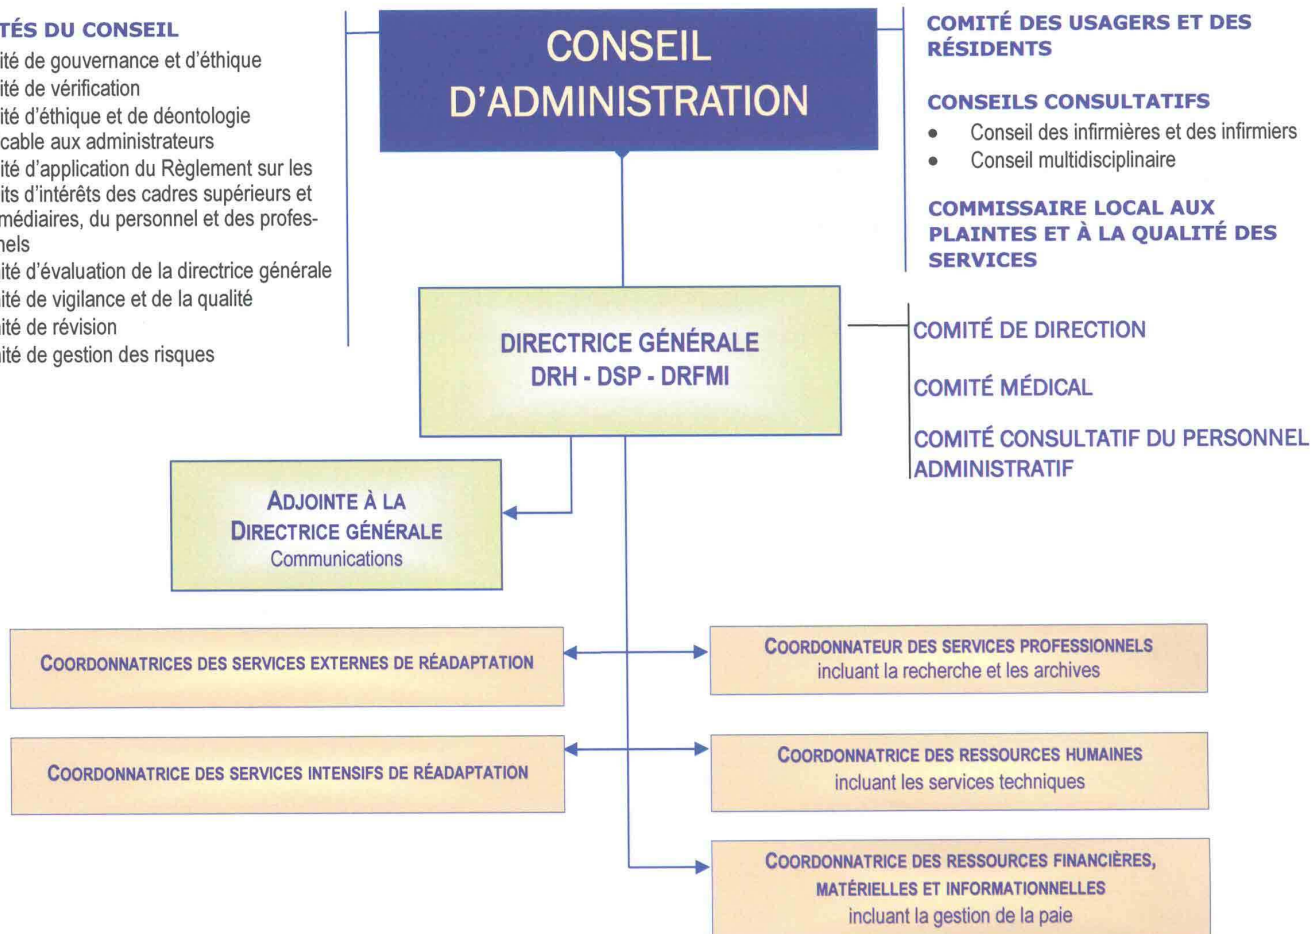 TÉS DU CONSEIL
ité de gouvernance et d'éthique
ité de vérification
ité d'éthique et de déontologie
cable aux administrateurs
ité d'application du Règlement sur les
its d'intérêts des cadres supérieurs et
médiaires, du personnel et des profes-
nels
ité d'évaluation de la directrice générale
ité de vigilance et de la qualité
ité de révision
ité de gestion des risques
CONSEIL
D'ADMINISTRATION
COMITÉ DES USAGERS ET DES
RÉSIDENTS
CONSEILS CONSULTATIFS
• Conseil des infirmières et des infirmiers
• Conseil multidisciplinaire
COMMISSAIRE LOCAL AUX
PLAINTES ET À LA QUALITÉ DES
SERVICES
DIRECTRICE GÉNÉRALE
DRH - DSP - DRFMI
COMITÉ DE DIRECTION
COMITÉ MÉDICAL
COMITÉ CONSULTATIF DU PERSONNEL
ADMINISTRATIF
ADJOINTE À LA
DIRECTRICE GÉNÉRALE
Communications
COORDONNATRICES DES SERVICES EXTERNES DE RÉADAPTATION
COORDONNATEUR DES SERVICES PROFESSIONNELS
incluant la recherche et les archives
COORDONNATRICE DES SERVICES INTENSIFS DE RÉADAPTATION
COORDONNATRICE DES RESSOURCES HUMAINES
incluant les services techniques
COORDONNATRICE DES RESSOURCES FINANCIÈRES,
MATÉRIELLES ET INFORMATIONNELLES
incluant la gestion de la paie